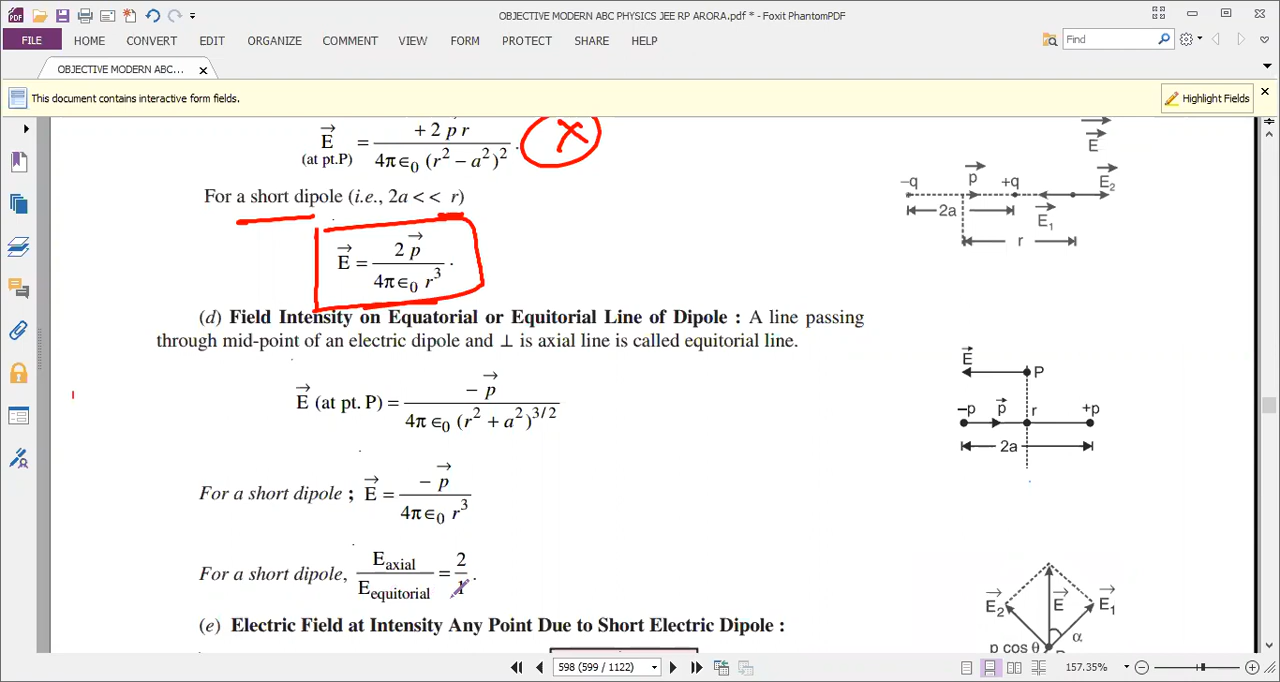 OBJECTIVE MODERN ABC PHYSICS JEE RP ARORA.pdf * - Foxit PhantomPDF
FILE HOME CONVERT EDIT ORGANIZE COMMENT VIEW FORM PROTECT SHARE HELP
Find
OBJECTIVE MODERN ABC...
This document contains interactive form fields.
Highlight Fields
E⃗ (at pt.P) = + 2 p r / 4π∈₀ (r² – a²)² . X
For a short dipole (i.e., 2a < < r)
E⃗ = 2 p⃗ / 4π∈₀ r³ .
E⃗
–q p⃗ +q E⃗₂
2a E⃗₁
r
(d) Field Intensity on Equatorial or Equitorial Line of Dipole : A line passing
through mid-point of an electric dipole and ⊥ is axial line is called equitorial line.
E⃗ (at pt. P) = – p⃗ / 4π ∈₀ (r² + a²)³/²
E⃗ P
–p p⃗ r +p
2a
For a short dipole ; E⃗ = – p⃗ / 4π∈₀ r³
For a short dipole, Eaxial / Eequitorial = 2 / 1 .
(e) Electric Field at Intensity Any Point Due to Short Electric Dipole :
E⃗₂ E⃗ E⃗₁
α
p cos θ
598 (599 / 1122)
157.35%